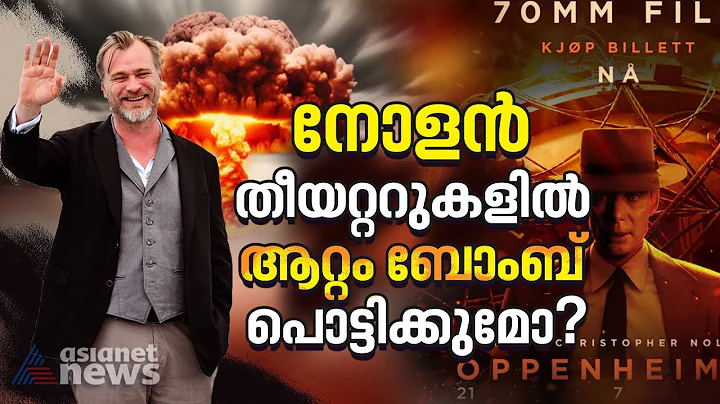 70MM FIL
KJØP BILLETT
NÅ
നോളൻ
തീയറ്ററുകളിൽ
ആറ്റം ബോംബ്
പൊട്ടിക്കുമോ?
CHRISTOPHER NOL
OPPENHEIM
21 7
asianet
news